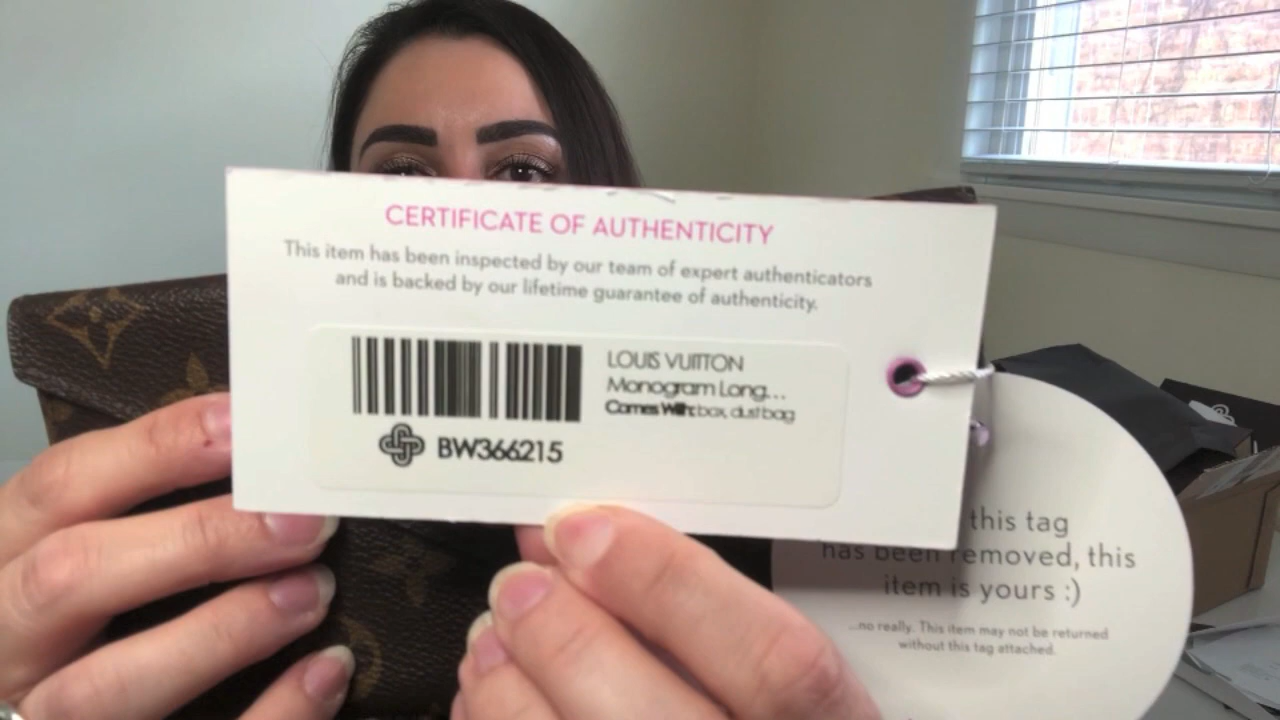 CERTIFICATE OF AUTHENTICITY
This item has been inspected by our team of expert authenticators
and is backed by our lifetime guarantee of authenticity.
LOUIS VUITTON
Monogram Long...
Comes With: box, dust bag
BW366215
this tag
has been removed, this
item is yours :)
...no really. This item may not be returned
without this tag attached.